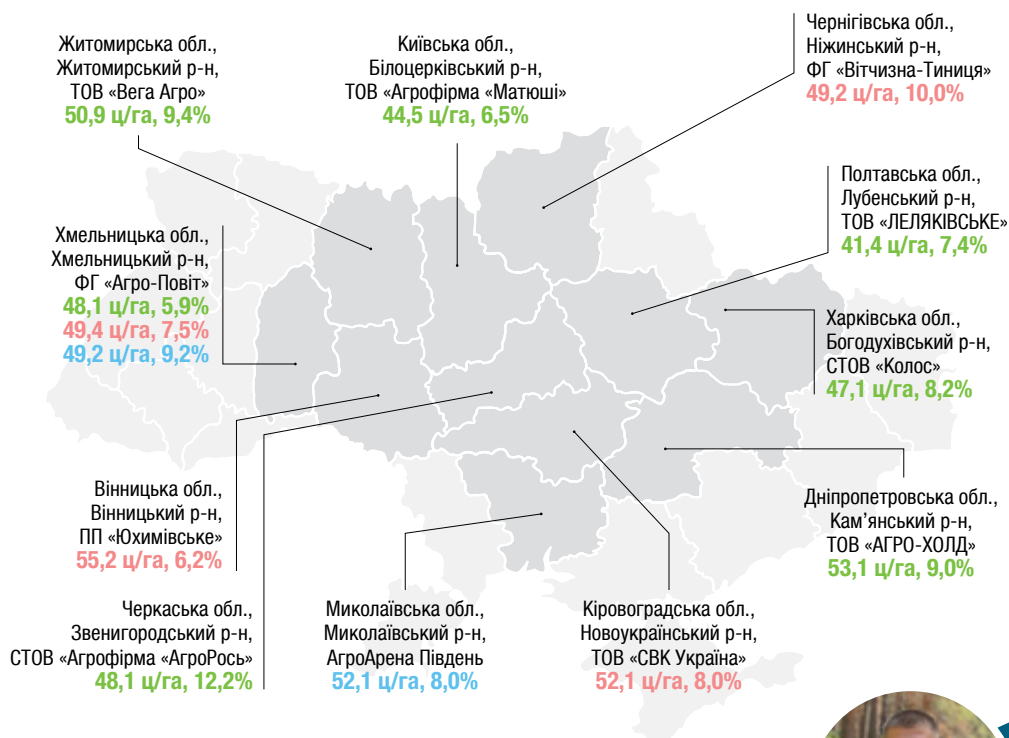 Житомирська обл.,
Житомирський р-н,
ТОВ «Вега Агро»
50,9 ц/га, 9,4%
Київська обл.,
Білоцерківський р-н,
ТОВ «Агрофірма «Матюші»
44,5 ц/га, 6,5%
Чернігівська обл.,
Ніжинський р-н,
ФГ «Вітчизна-Тиниця»
49,2 ц/га, 10,0%
Полтавська обл.,
Лубенський р-н,
ТОВ «ЛЕЛЯКІВСЬКЕ»
41,4 ц/га, 7,4%
Хмельницька обл.,
Хмельницький р-н,
ФГ «Агро-Повіт»
48,1 ц/га, 5,9%
49,4 ц/га, 7,5%
49,2 ц/га, 9,2%
Харківська обл.,
Богодухівський р-н,
СТОВ «Колос»
47,1 ц/га, 8,2%
Вінницька обл.,
Вінницький р-н,
ПП «Юхимівське»
55,2 ц/га, 6,2%
Дніпропетровська обл.,
Кам’янський р-н,
ТОВ «АГРО-ХОЛД»
53,1 ц/га, 9,0%
Черкаська обл.,
Звенигородський р-н,
СТОВ «Агрофірма «АгроРось»
48,1 ц/га, 12,2%
Миколаївська обл.,
Миколаївський р-н,
АгроАрена Південь
52,1 ц/га, 8,0%
Кіровоградська обл.,
Новоукраїнський р-н,
ТОВ «СВК Україна»
52,1 ц/га, 8,0%